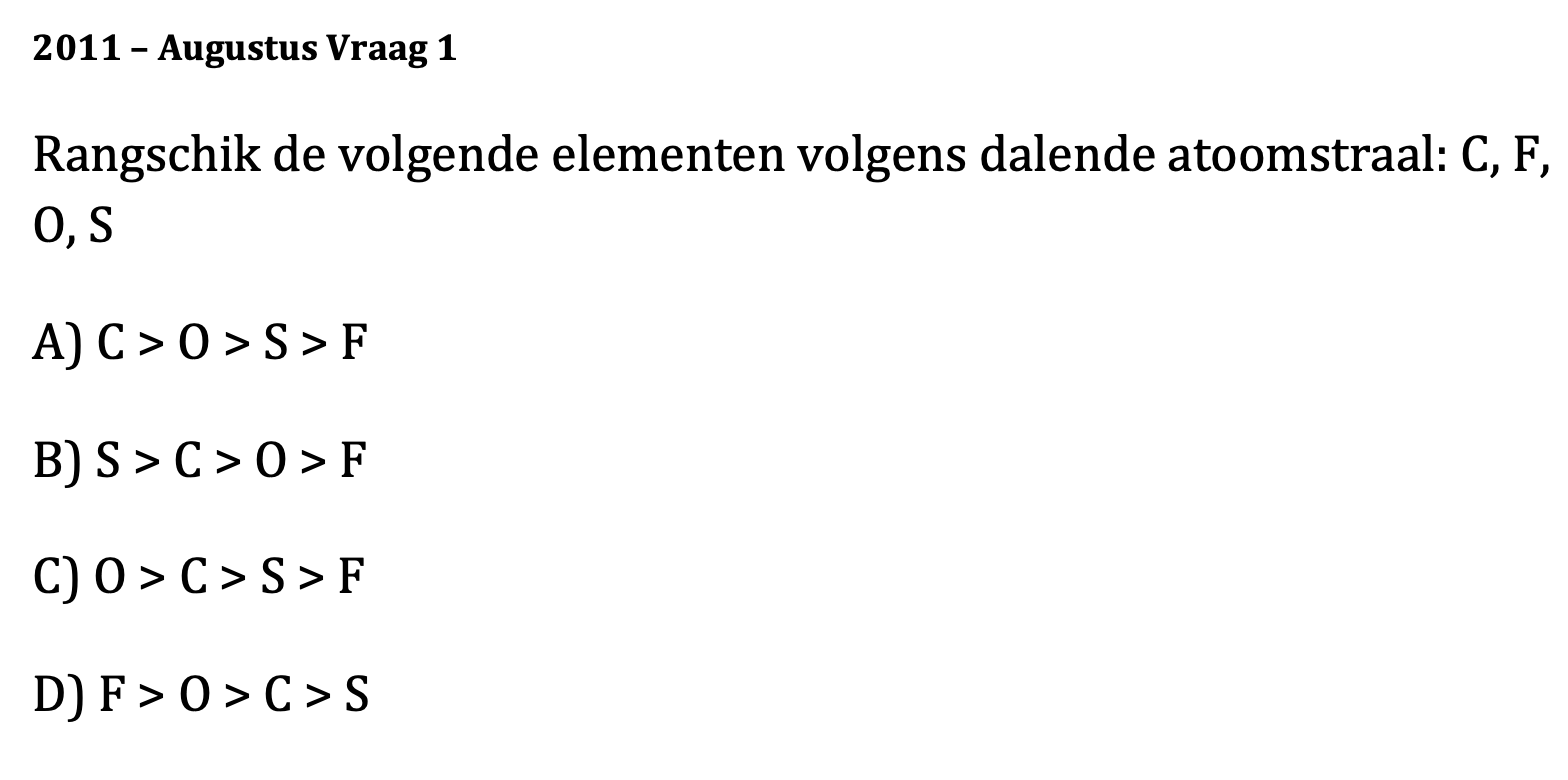 2011 – Augustus Vraag 1
Rangschik de volgende elementen volgens dalende atoomstraal: C, F,
O, S
A) C > O > S > F
B) S > C > O > F
C) O > C > S > F
D) F > O > C > S